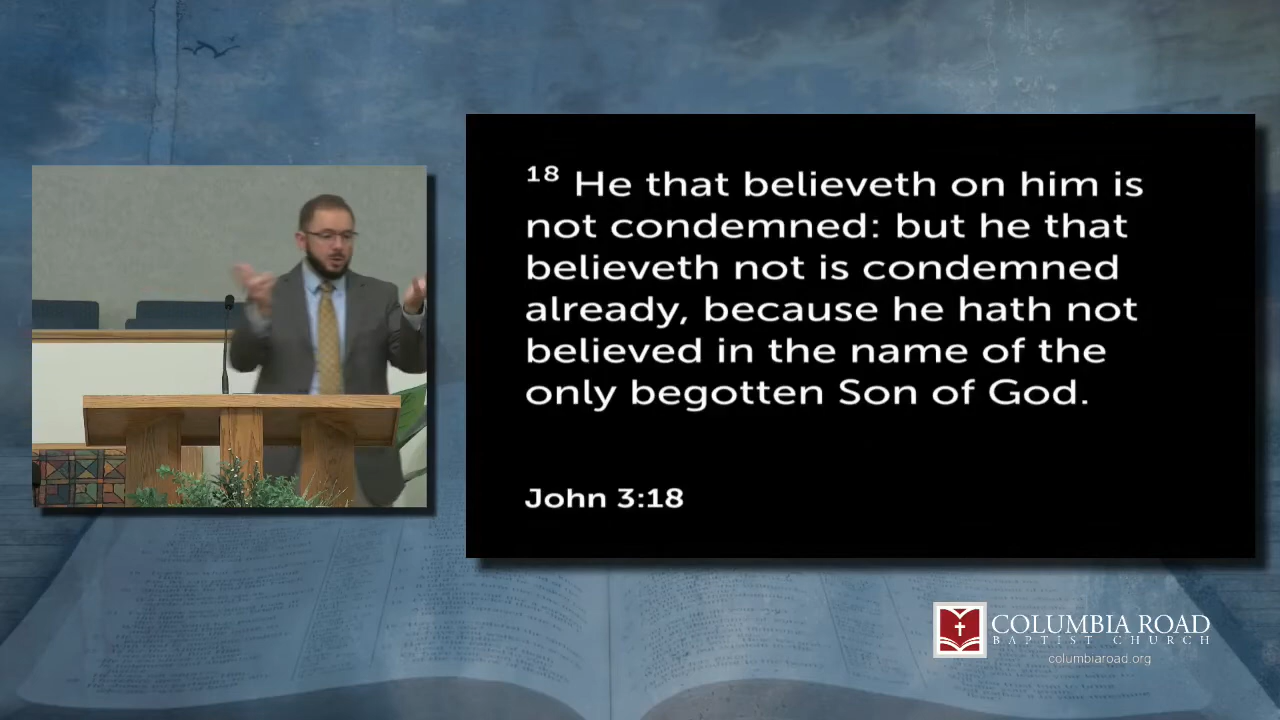 18 He that believeth on him is
not condemned: but he that
believeth not is condemned
already, because he hath not
believed in the name of the
only begotten Son of God.
John 3:18
COLUMBIA ROAD
BAPTIST CHURCH
columbiaroad.org